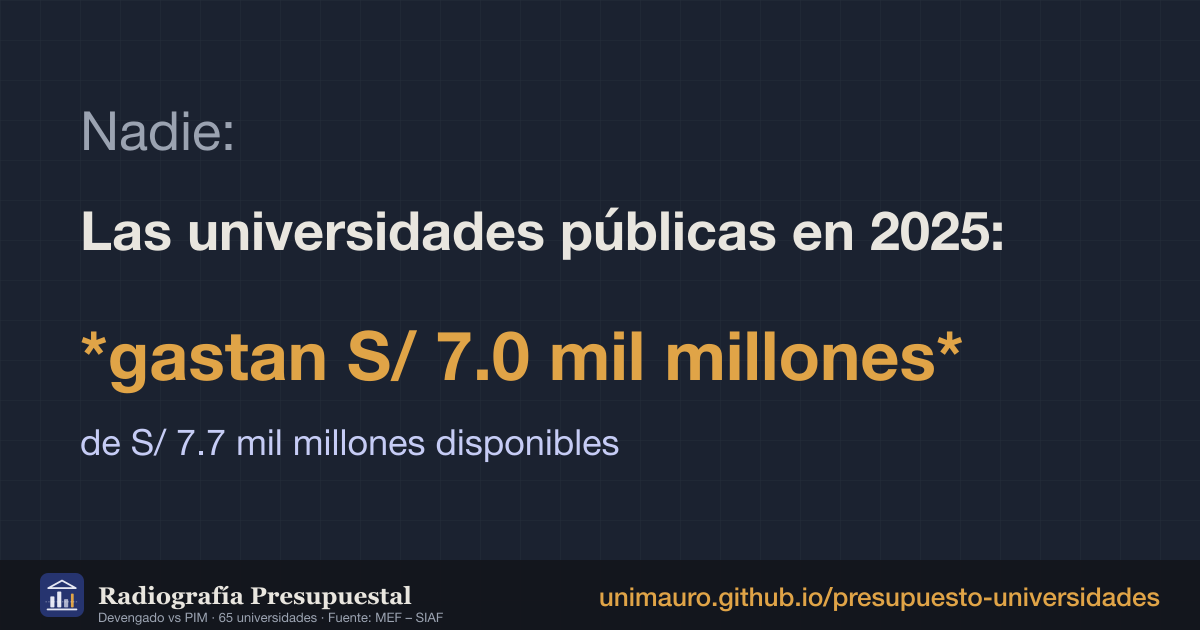 Nadie:
Las universidades públicas en 2025:
*gastan S/ 7.0 mil millones*
de S/ 7.7 mil millones disponibles
Radiografía Presupuestal
Devengado vs PIM · 65 universidades · Fuente: MEF – SIAF
unimauro.github.io/presupuesto-universidades